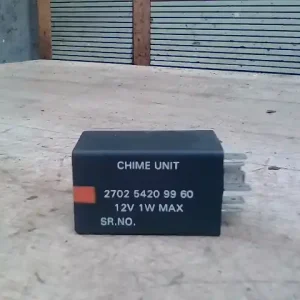 CHIME UNIT
2702 5420 99 60
12V 1W MAX
SR.NO.